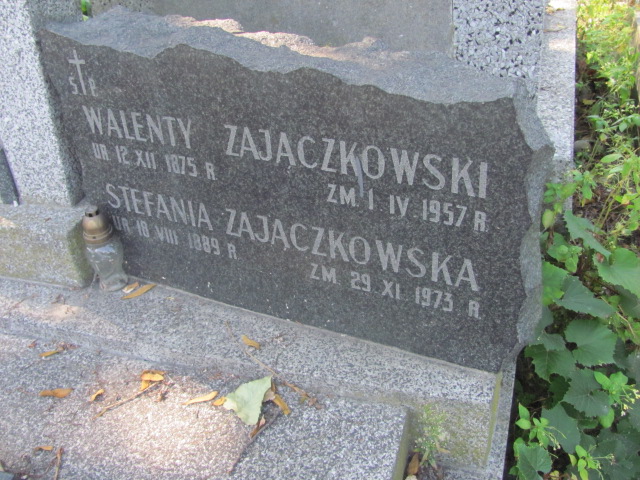 Ś P
WALENTY ZAJĄCZKOWSKI
UR 12.XII 1875 R. ZM. 1 IV 1957 R.
STEFANIA ZAJĄCZKOWSKA
UR 18 VIII 1889 R. ZM. 29.XI. 1973 R.